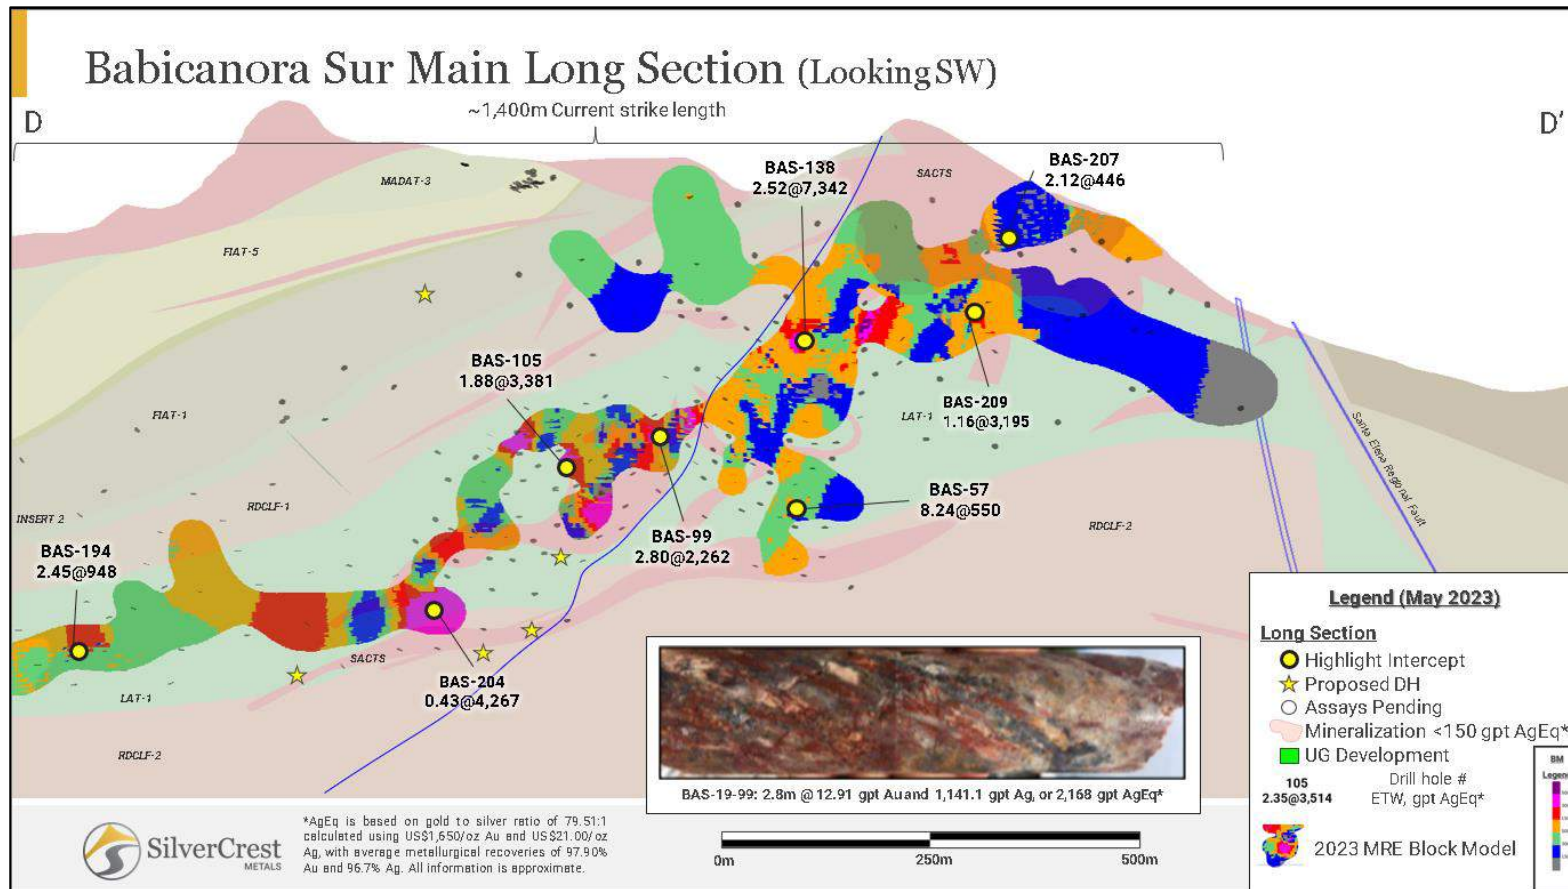 Babicanora Sur Main Long Section (Looking SW)
~1,400m Current strike length
D
D'
MADAT-3
BAS-138
2.52@7,342
SACTS
BAS-207
2.12@446
FIAT-5
BAS-105
1.88@3,381
FIAT-1
BAS-209
1.16@3,195
LAT-1
Santa Elena Regional Fault
RDCLF-1
INSERT 2
BAS-194
2.45@948
BAS-99
2.80@2,262
BAS-57
8.24@550
RDCLF-2
SACTS
BAS-204
0.43@4,267
LAT-1
RDCLF-2
BAS-19-99: 2.8m @ 12.91 gpt Au and 1,141.1 gpt Ag, or 2,168 gpt AgEq*
Legend (May 2023)
Long Section
Highlight Intercept
Proposed DH
Assays Pending
Mineralization <150 gpt AgEq*
UG Development
105
2.35@3,514
Drill hole #
ETW, gpt AgEq*
2023 MRE Block Model
BM
Legend
SilverCrest
METALS
*AgEq is based on gold to silver ratio of 79.51:1
calculated using US$1,650/oz Au and US$21.00/oz
Ag, with average metallurgical recoveries of 97.90%
Au and 96.7% Ag. All information is approximate.
0m
250m
500m